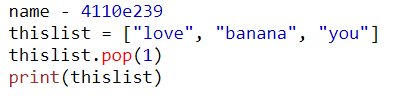 name - 4110e239
thislist = ["love", "banana", "you"]
thislist.pop(1)
print(thislist)